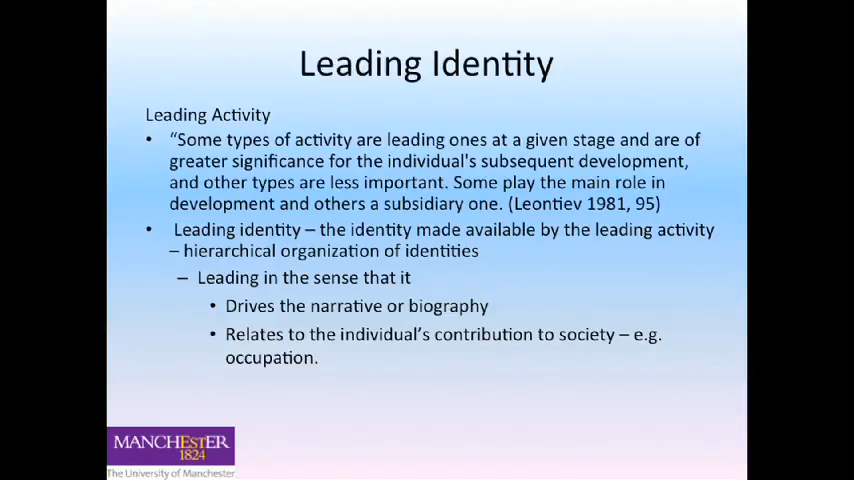 Leading Identity
Leading Activity
• “Some types of activity are leading ones at a given stage and are of
greater significance for the individual's subsequent development,
and other types are less important. Some play the main role in
development and others a subsidiary one. (Leontiev 1981, 95)
• Leading identity – the identity made available by the leading activity
– hierarchical organization of identities
– Leading in the sense that it
• Drives the narrative or biography
• Relates to the individual’s contribution to society – e.g.
occupation.
MANCHESTER
1824
The University of Manchester